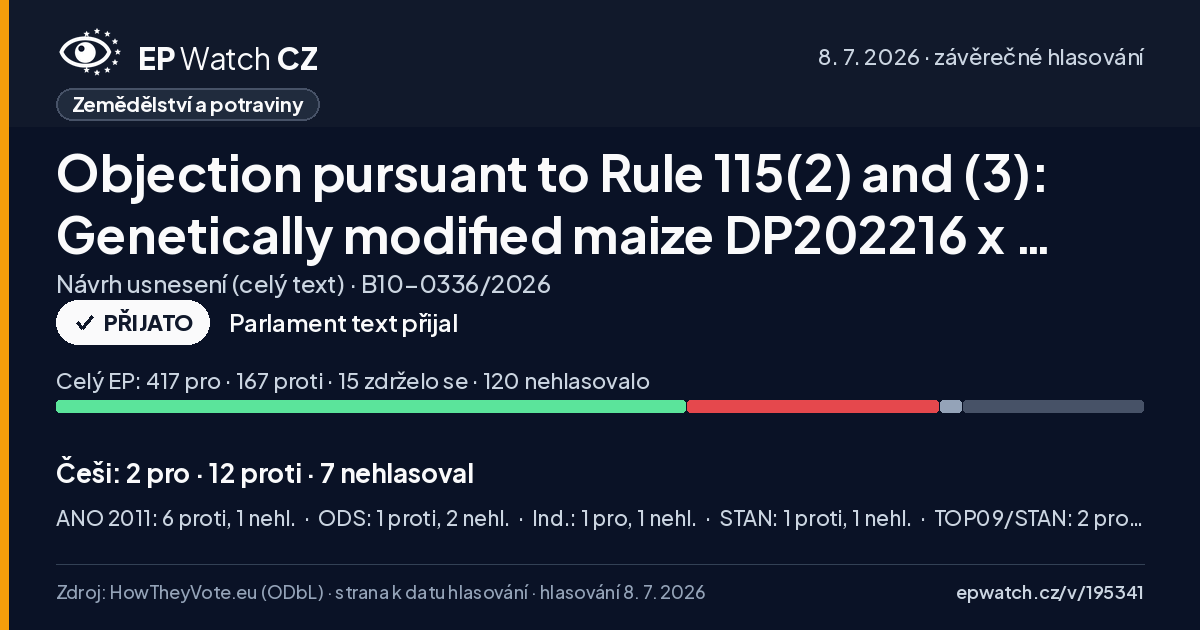 EP Watch CZ
8. 7. 2026 · závěrečné hlasování
Zemědělství a potraviny
Objection pursuant to Rule 115(2) and (3):
Genetically modified maize DP202216 x ...
Návrh usnesení (celý text) · B10-0336/2026
✓ PŘIJATO Parlament text přijal
Celý EP: 417 pro · 167 proti · 15 zdrželo se · 120 nehlasovalo
Češi: 2 pro · 12 proti · 7 nehlasoval
ANO 2011: 6 proti, 1 nehl. · ODS: 1 proti, 2 nehl. · Ind.: 1 pro, 1 nehl. · STAN: 1 proti, 1 nehl. · TOP09/STAN: 2 pro...
Zdroj: HowTheyVote.eu (ODbL) · strana k datu hlasování · hlasování 8. 7. 2026
epwatch.cz/v/195341